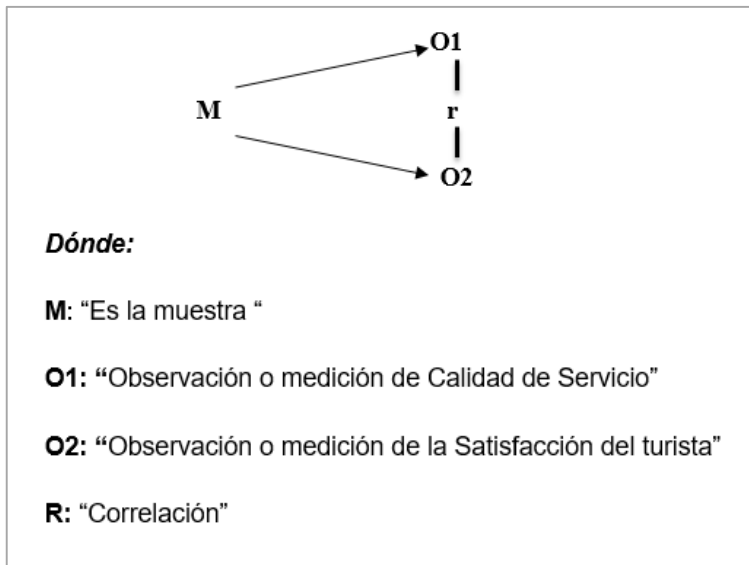 O1
M
r
O2
Dónde:
M: “Es la muestra “
O1: “Observación o medición de Calidad de Servicio”
O2: “Observación o medición de la Satisfacción del turista”
R: “Correlación”